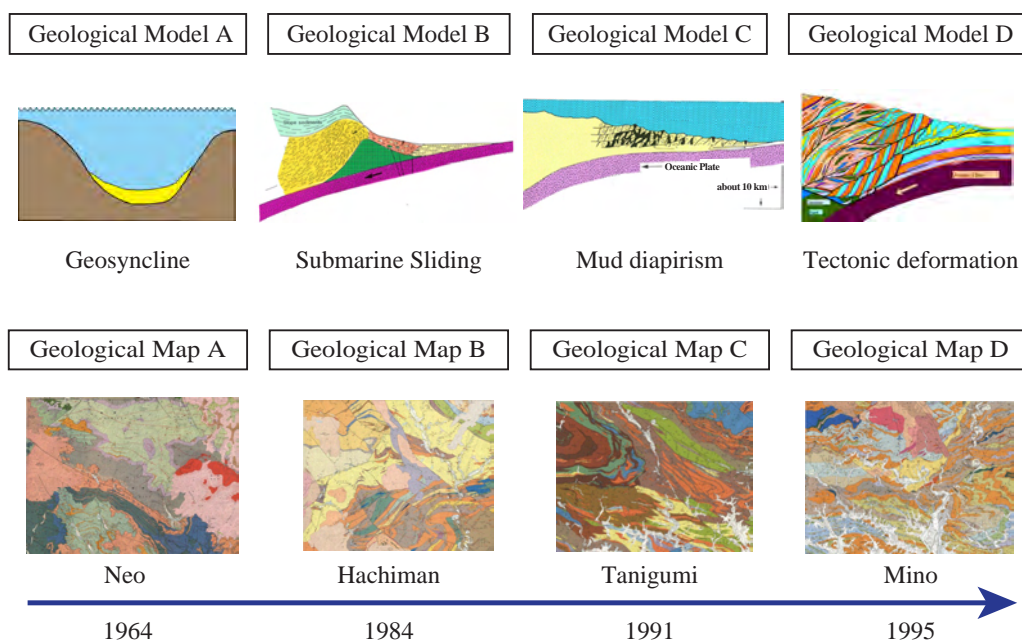 Geological Model A
Geological Model B
Geological Model C
Geological Model D
Oceanic Plate
about 10 km
Geosyncline
Submarine Sliding
Mud diapirism
Tectonic deformation
Geological Map A
Geological Map B
Geological Map C
Geological Map D
Neo
Hachiman
Tanigumi
Mino
1964
1984
1991
1995